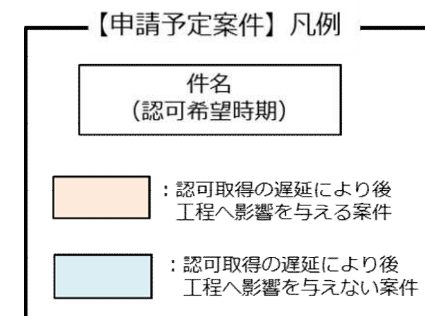 【申請予定案件】凡例
件名
（認可希望時期）
：認可取得の遅延により後
工程へ影響を与える案件
：認可取得の遅延により後
工程へ影響を与えない案件